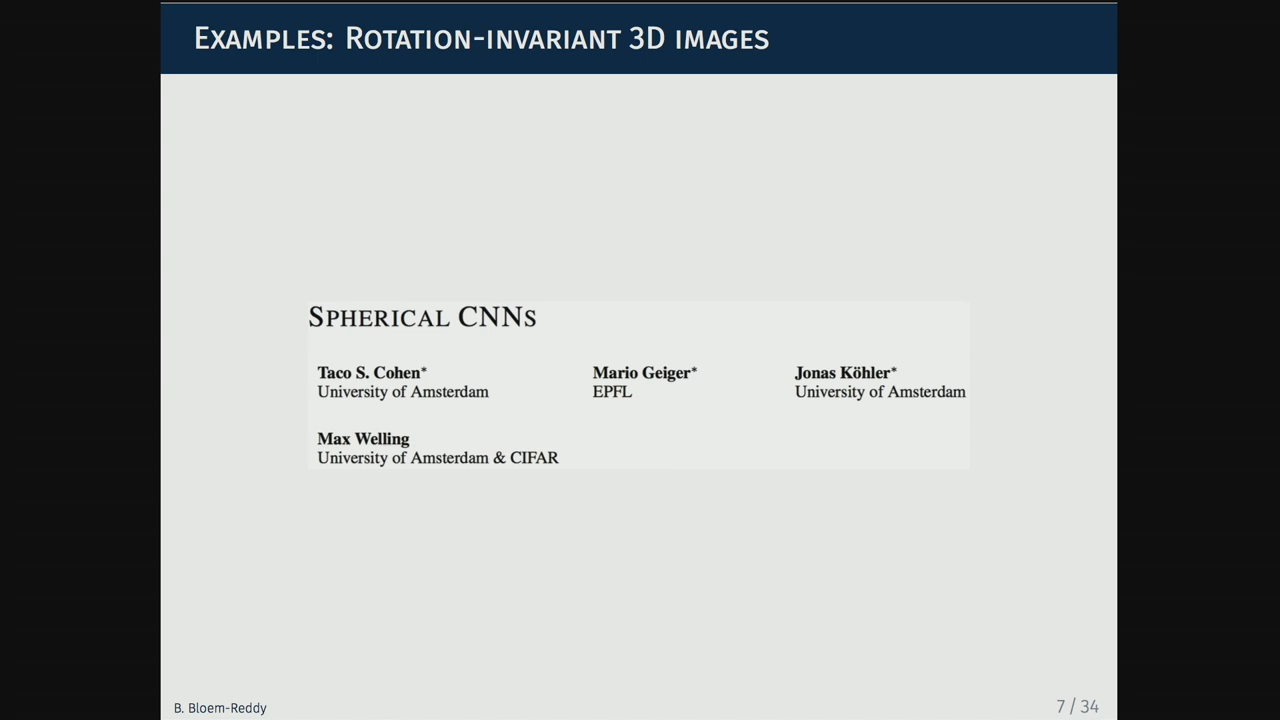 Examples: Rotation-invariant 3D images
Spherical CNNs
Taco S. Cohen* Mario Geiger* Jonas Köhler*
University of Amsterdam EPFL University of Amsterdam
Max Welling
University of Amsterdam & CIFAR
B. Bloem-Reddy 7 / 34